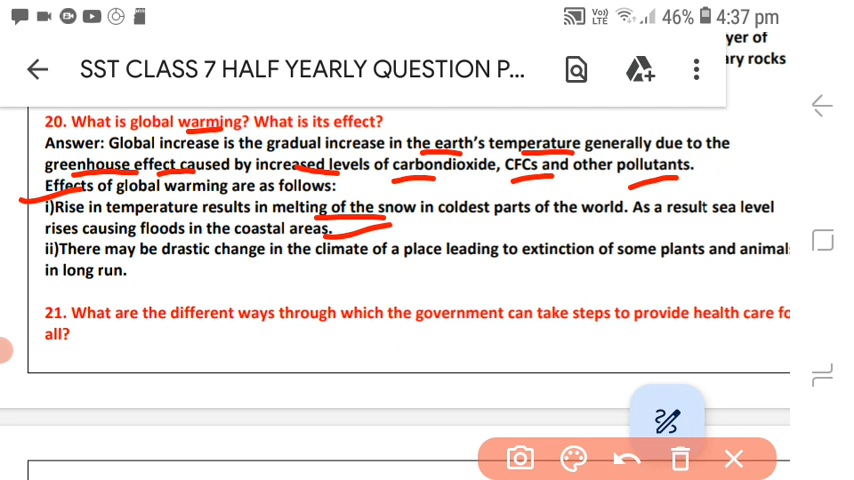 Vo)) 46% 4:37 pm
LTE
yer of
SST CLASS 7 HALF YEARLY QUESTION P...
ary rocks
20. What is global warming? What is its effect?
Answer: Global increase is the gradual increase in the earth's temperature generally due to the
greenhouse effect caused by increased levels of carbondioxide, CFCs and other pollutants.
Effects of global warming are as follows:
i)Rise in temperature results in melting of the snow in coldest parts of the world. As a result sea level
rises causing floods in the coastal areas.
ii)There may be drastic change in the climate of a place leading to extinction of some plants and animal
in long run.
21. What are the different ways through which the government can take steps to provide health care fo
all?